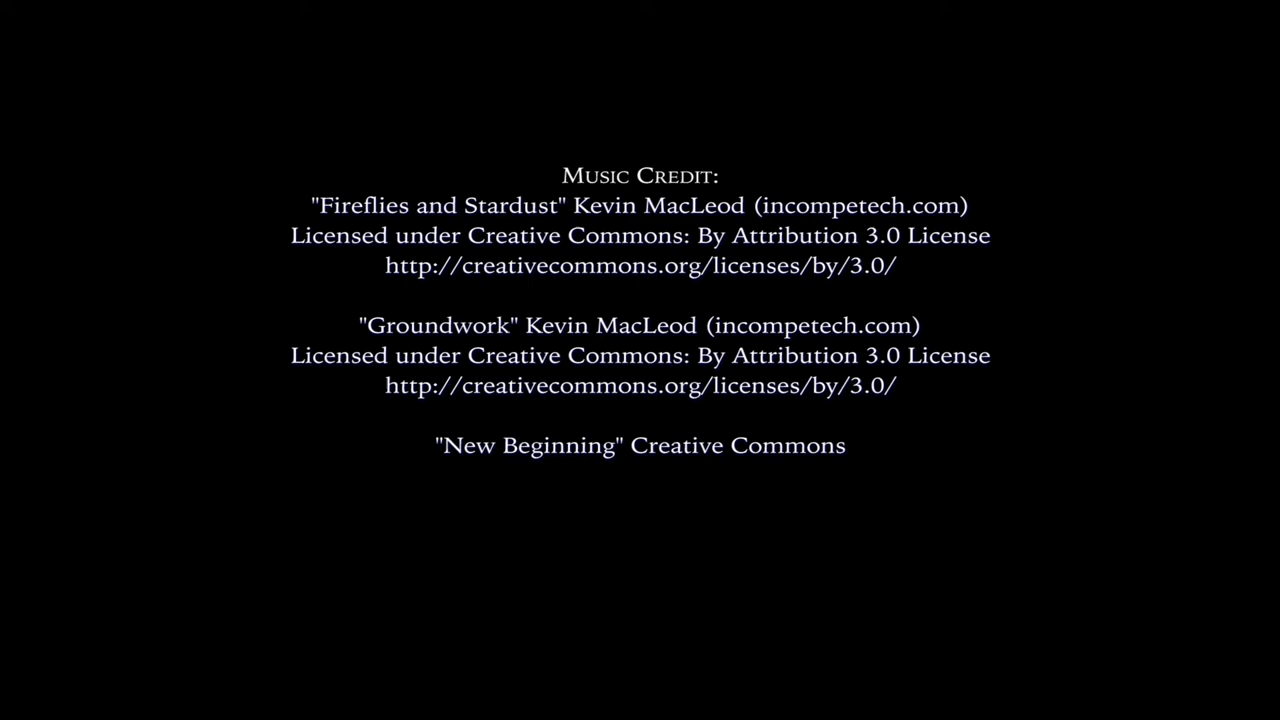 Music Credit:
"Fireflies and Stardust" Kevin MacLeod (incompetech.com)
Licensed under Creative Commons: By Attribution 3.0 License
http://creativecommons.org/licenses/by/3.0/
"Groundwork" Kevin MacLeod (incompetech.com)
Licensed under Creative Commons: By Attribution 3.0 License
http://creativecommons.org/licenses/by/3.0/
"New Beginning" Creative Commons